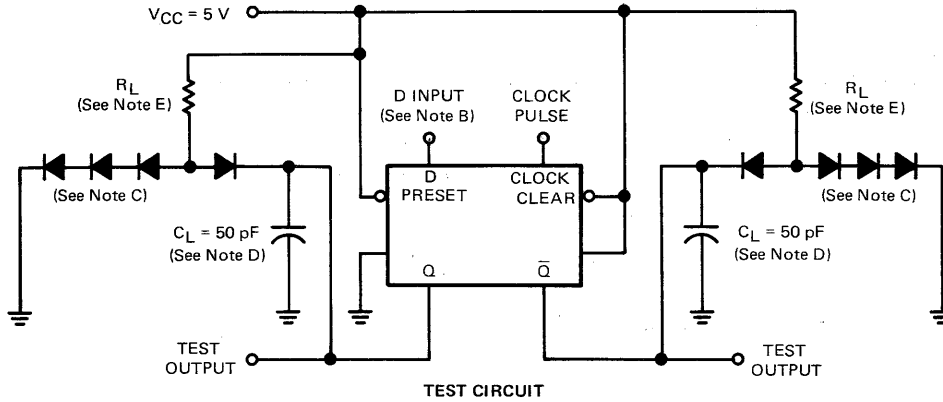 VCC = 5 V
RL
(See Note E)
D INPUT
(See Note B)
CLOCK
PULSE
RL
(See Note E)
D
CLOCK
PRESET
CLEAR
(See Note C)
(See Note C)
CL = 50 pF
(See Note D)
CL = 50 pF
(See Note D)
Q
Q̅
TEST
OUTPUT
TEST
OUTPUT
TEST CIRCUIT